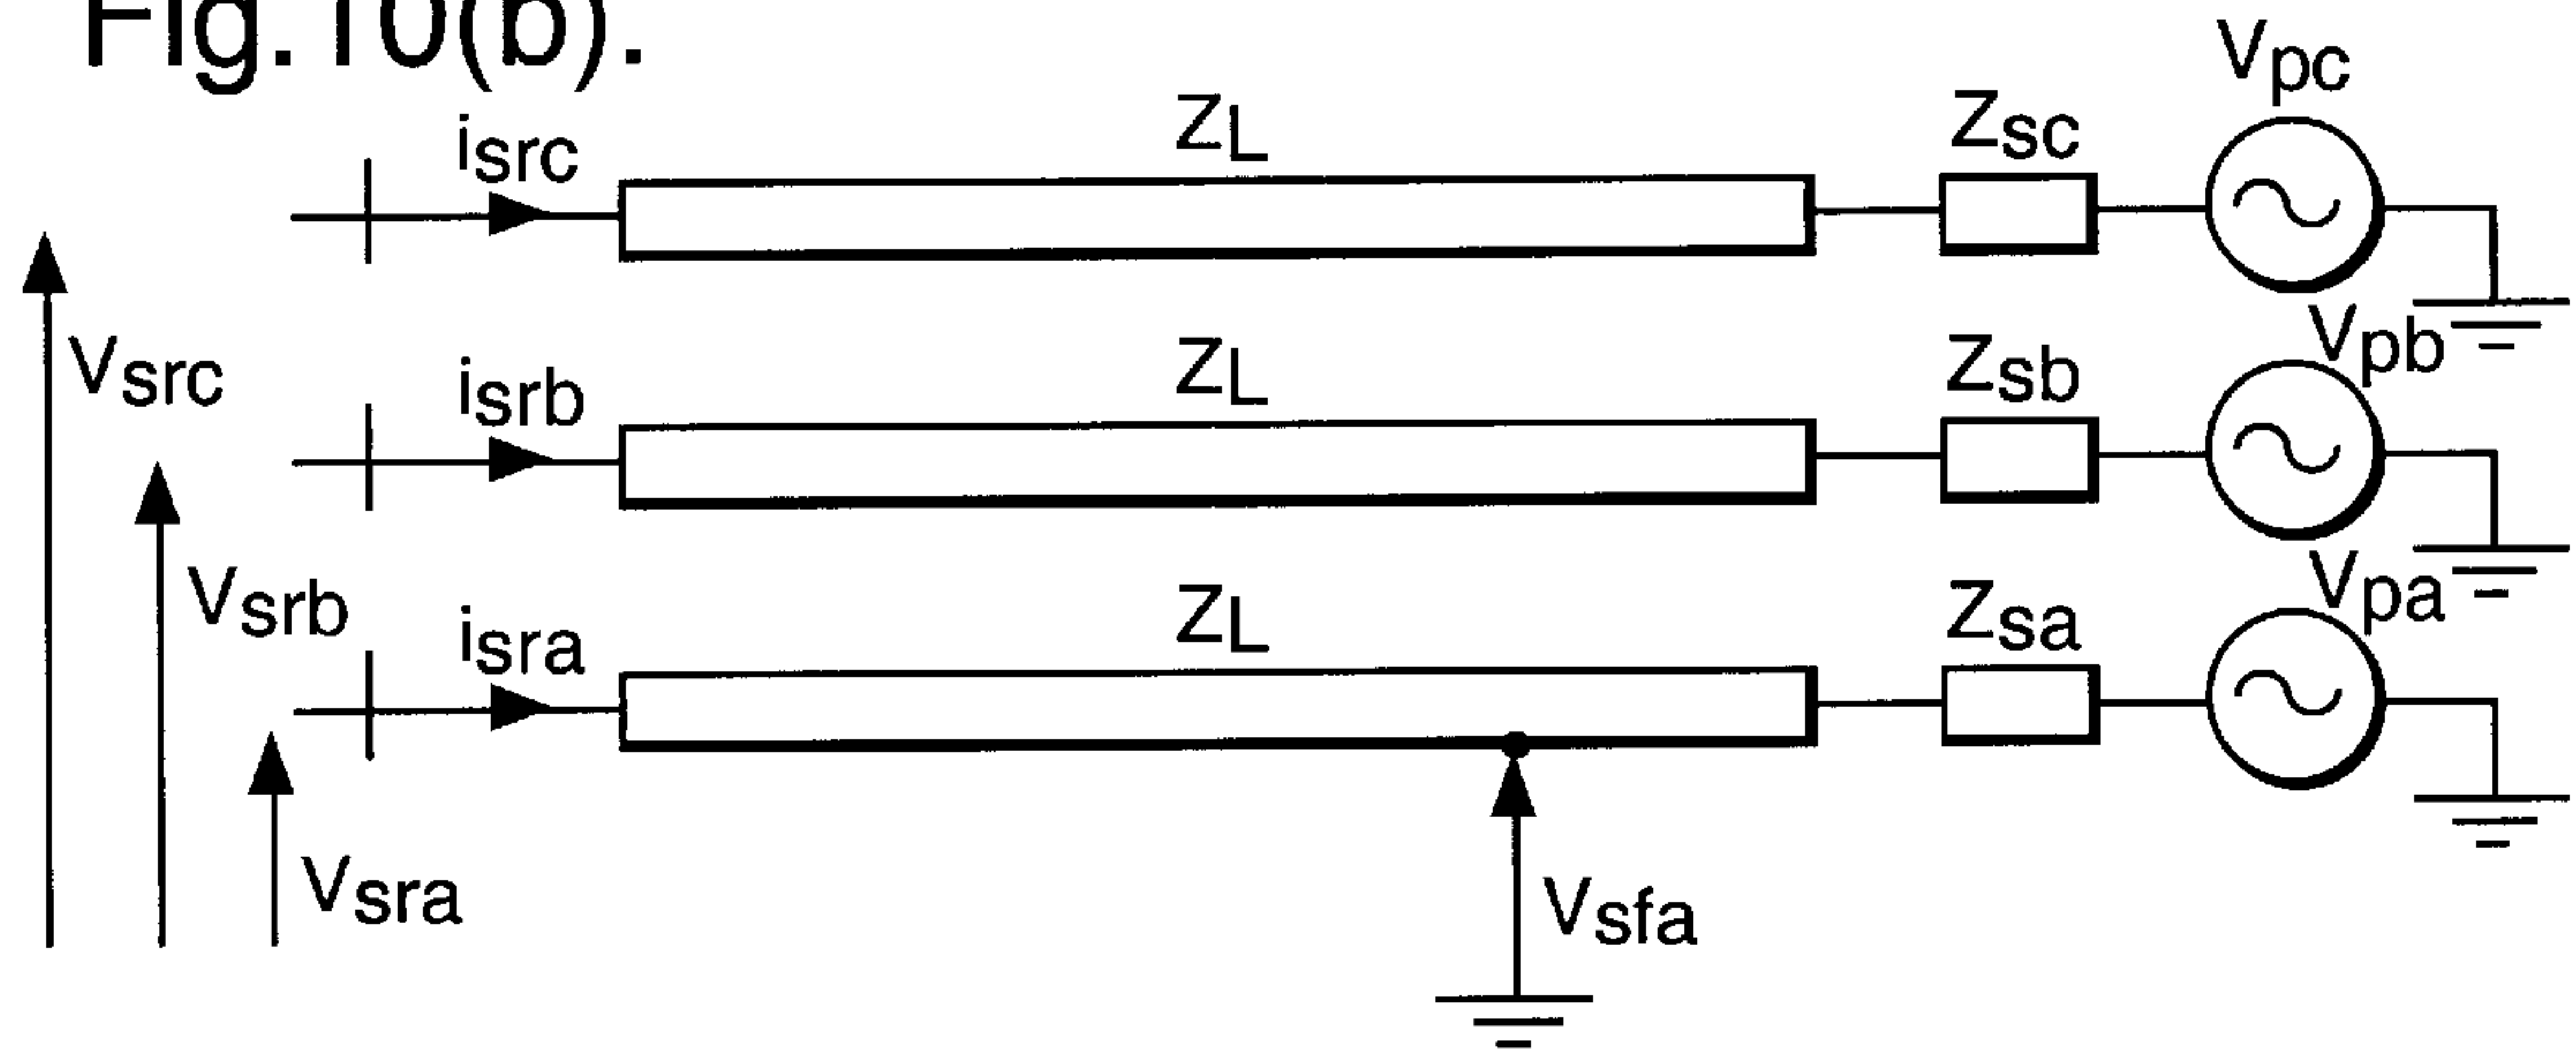 Fig.10(b).
Vpc
isrc
ZL
Zsc
Vsrc
isrb
ZL
Zsb
Vpb
Vsrb
isra
ZL
Zsa
Vpa
Vsra
Vsfa